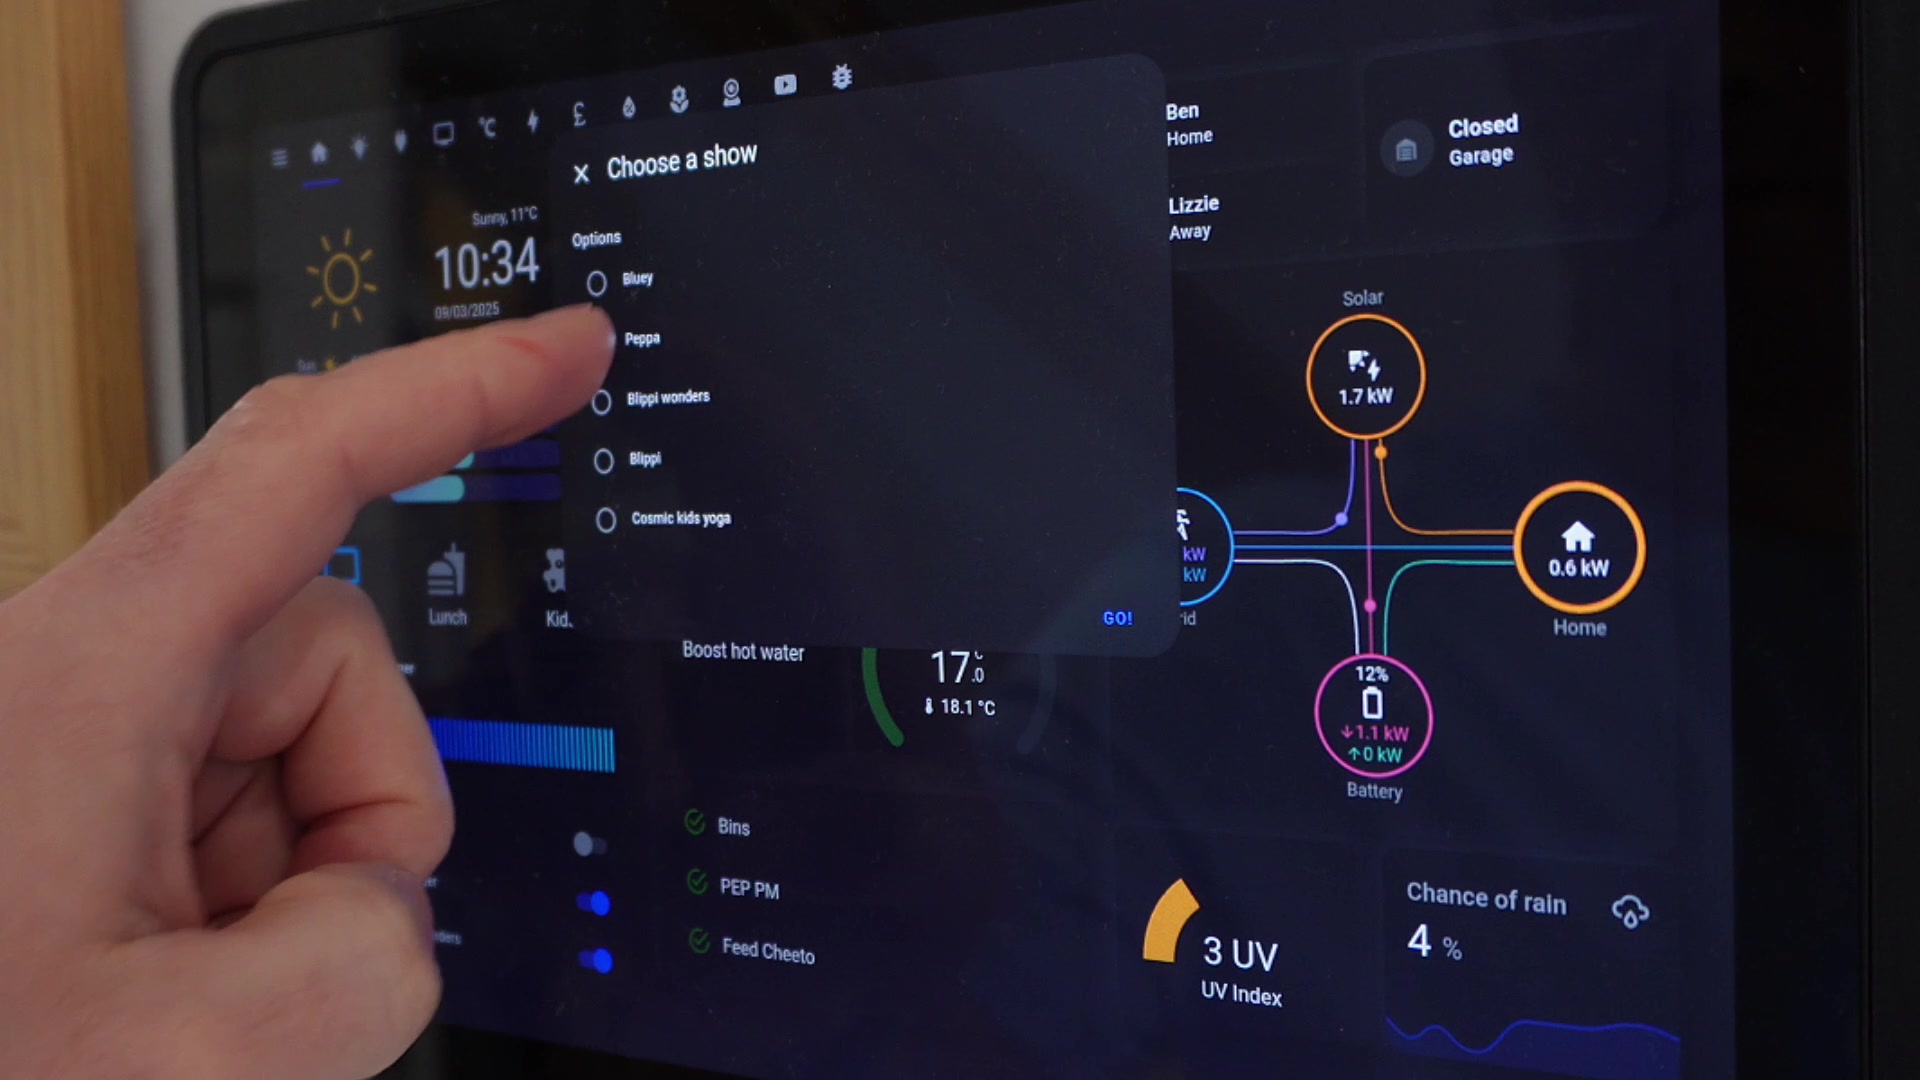 °C
£
Choose a show
Sunny, 11°C
10:34
09/03/2025
Options
Bluey
Peppa
Blippi wonders
Blippi
Cosmic kids yoga
GO!
Ben
Home
Lizzie
Away
Closed
Garage
Solar
1.7 kW
kW
kW
0.6 kW
Home
12%
↓1.1 kW
↑0 kW
Battery
Lunch
Boost hot water
17.0
°C
18.1 °C
Bins
PEP PM
Feed Cheeto
3 UV
UV Index
Chance of rain
4 %